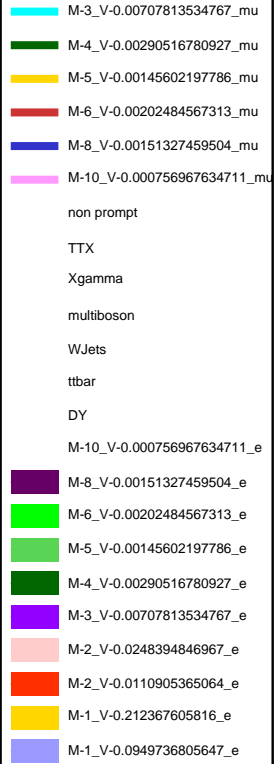 M-3_V-0.00707813534767_mu
M-4_V-0.00290516780927_mu
M-5_V-0.00145602197786_mu
M-6_V-0.00202484567313_mu
M-8_V-0.00151327459504_mu
M-10_V-0.000756967634711_mu
non prompt
TTX
Xgamma
multiboson
WJets
ttbar
DY
M-10_V-0.000756967634711_e
M-8_V-0.00151327459504_e
M-6_V-0.00202484567313_e
M-5_V-0.00145602197786_e
M-4_V-0.00290516780927_e
M-3_V-0.00707813534767_e
M-2_V-0.0248394846967_e
M-2_V-0.0110905365064_e
M-1_V-0.212367605816_e
M-1_V-0.0949736805647_e